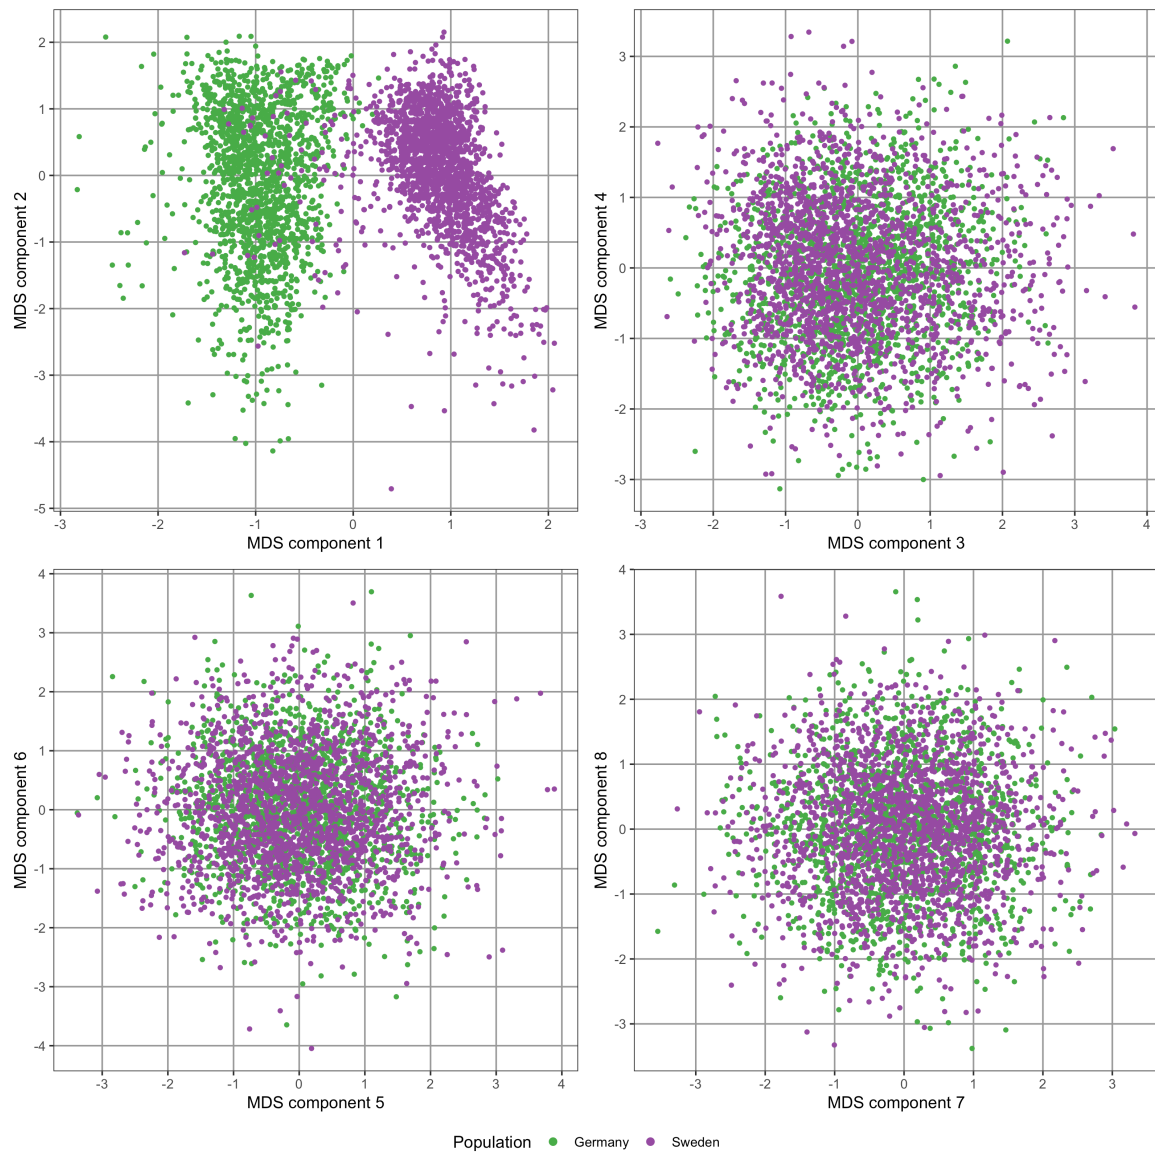 2
1
0
-1
-2
-3
-4
-5
MDS component 2
-3 -2 -1 0 1 2
MDS component 1
3
2
1
0
-1
-2
-3
MDS component 4
-3 -2 -1 0 1 2 3 4
MDS component 3
4
3
2
1
0
-1
-2
-3
-4
MDS component 6
-3 -2 -1 0 1 2 3 4
MDS component 5
4
3
2
1
0
-1
-2
-3
MDS component 8
-3 -2 -1 0 1 2 3
MDS component 7
Population Germany Sweden